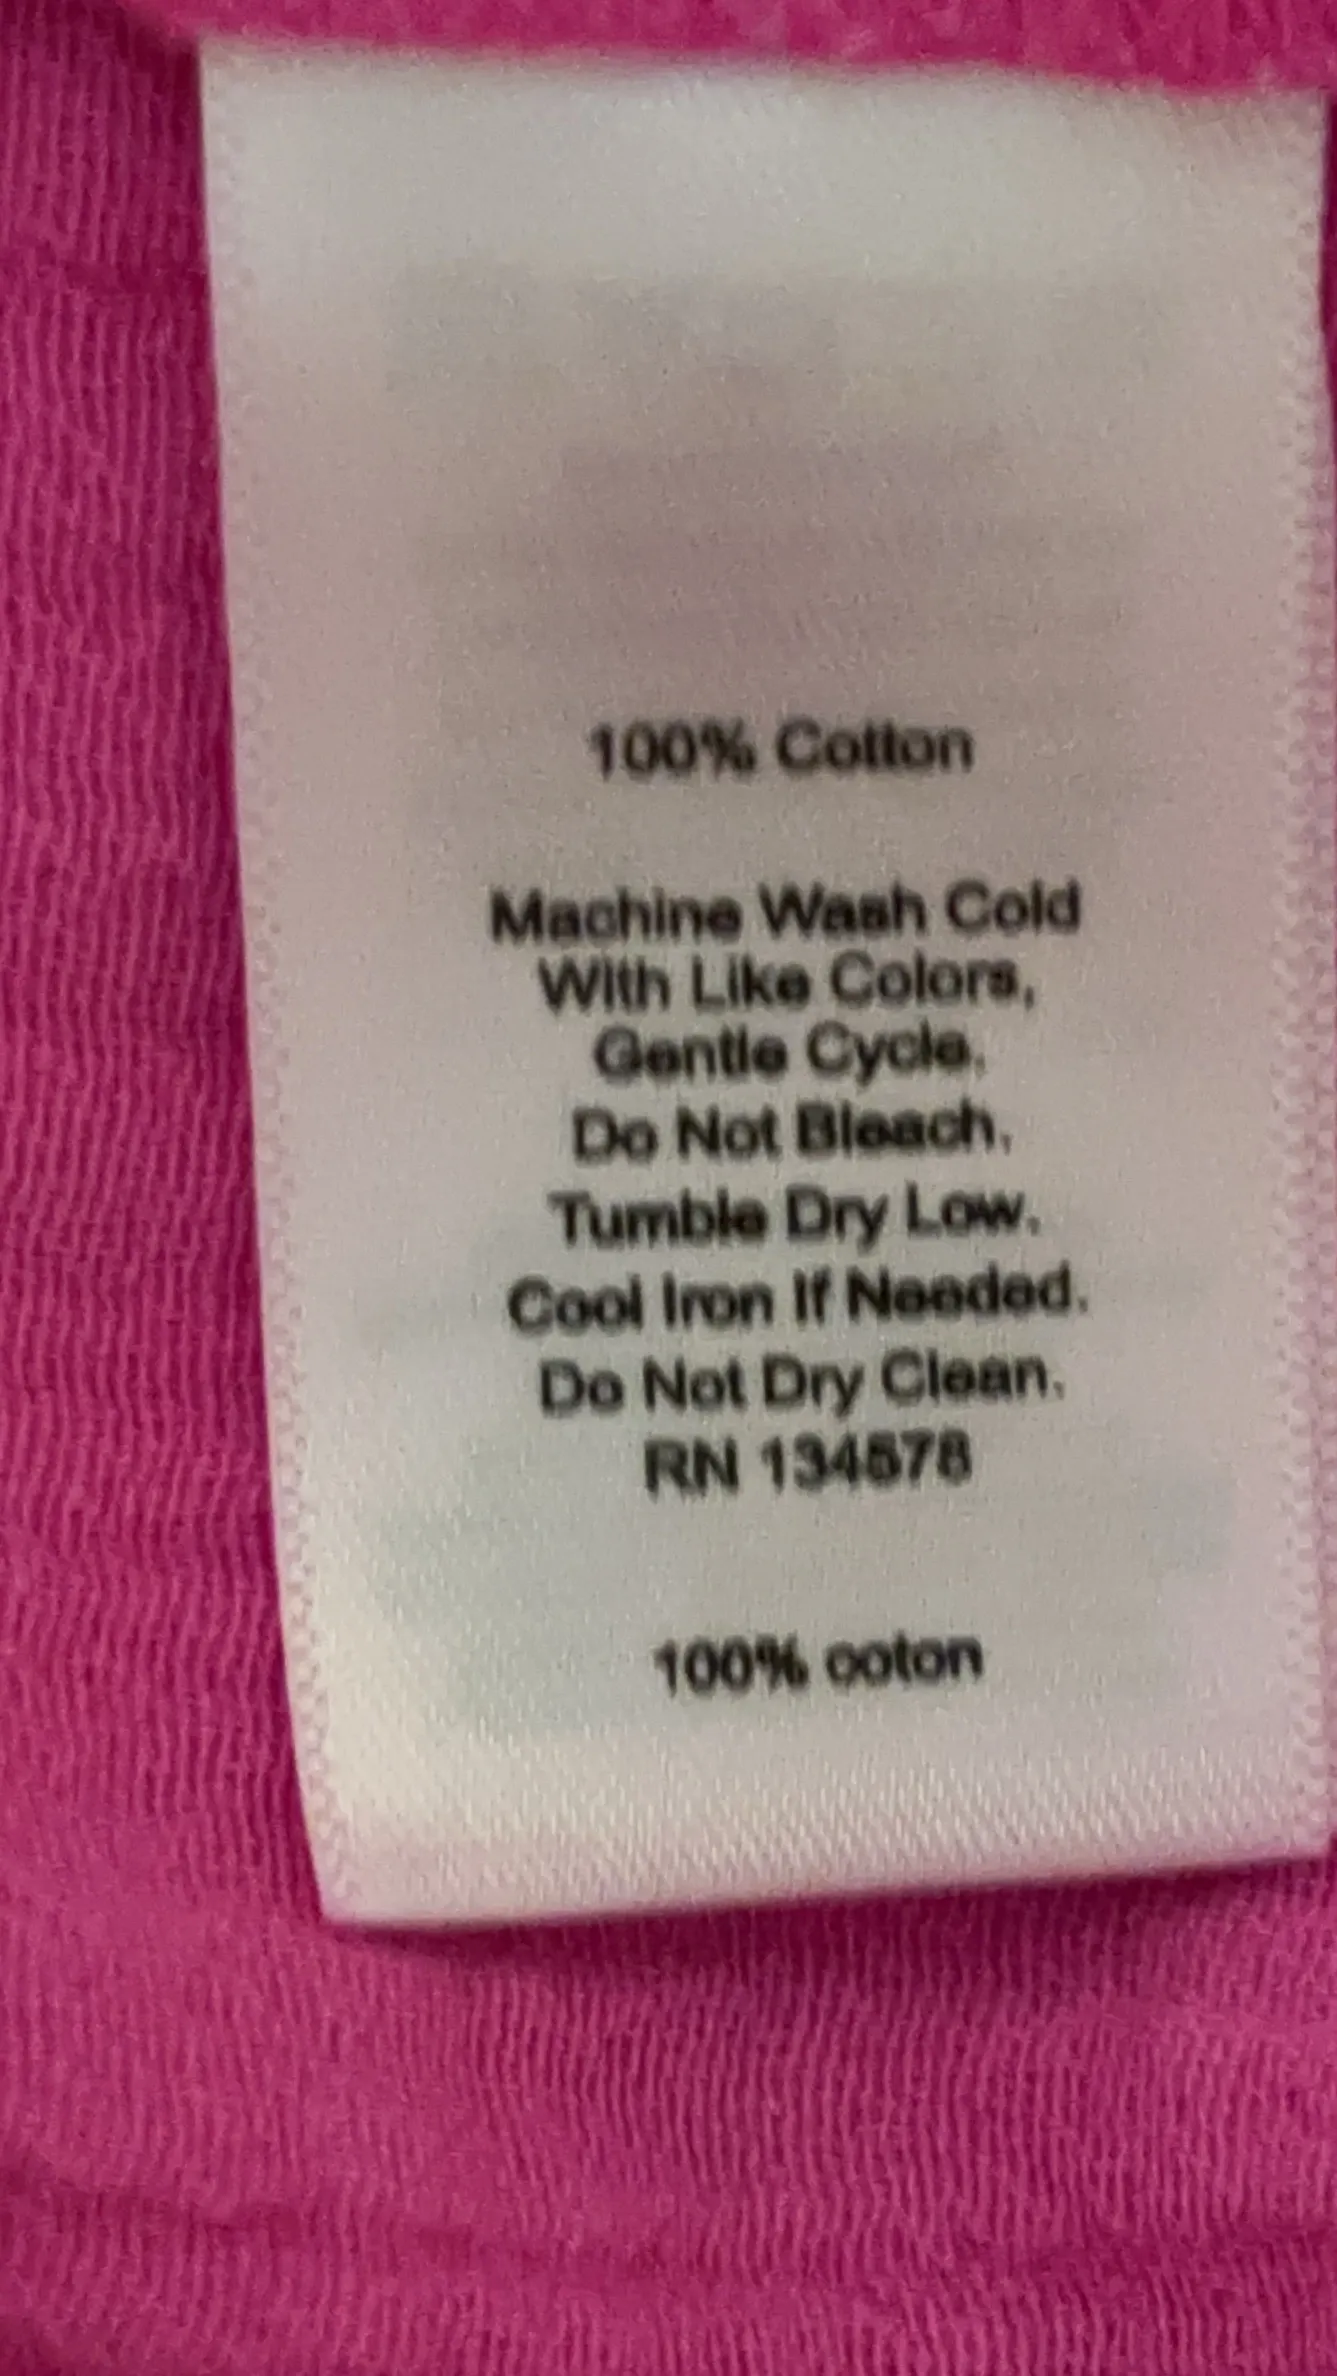 100% Cotton
Machine Wash Cold
With Like Colors,
Gentle Cycle.
Do Not Bleach.
Tumble Dry Low.
Cool Iron If Needed.
Do Not Dry Clean.
RN 134578
100% coton